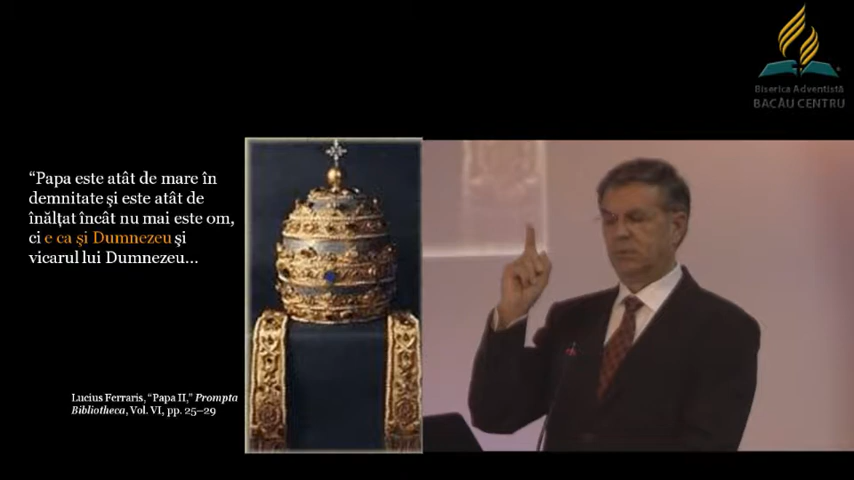 Biserica Adventistă
BACĂU CENTRU
“Papa este atât de mare în
demnitate și este atât de
înălțat încât nu mai este om,
ci e ca și Dumnezeu și
vicarul lui Dumnezeu...
Lucius Ferraris, “Papa II,” Prompta
Bibliotheca, Vol. VI, pp. 25–29